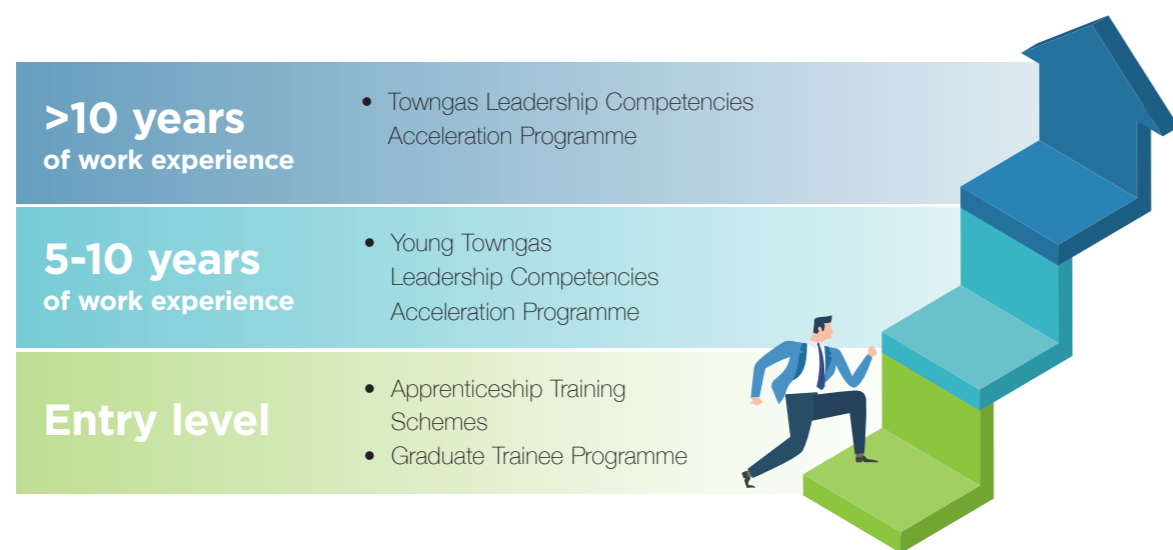 >10 years
of work experience
• Towngas Leadership Competencies
Acceleration Programme
5-10 years
of work experience
• Young Towngas
Leadership Competencies
Acceleration Programme
Entry level
• Apprenticeship Training
Schemes
• Graduate Trainee Programme